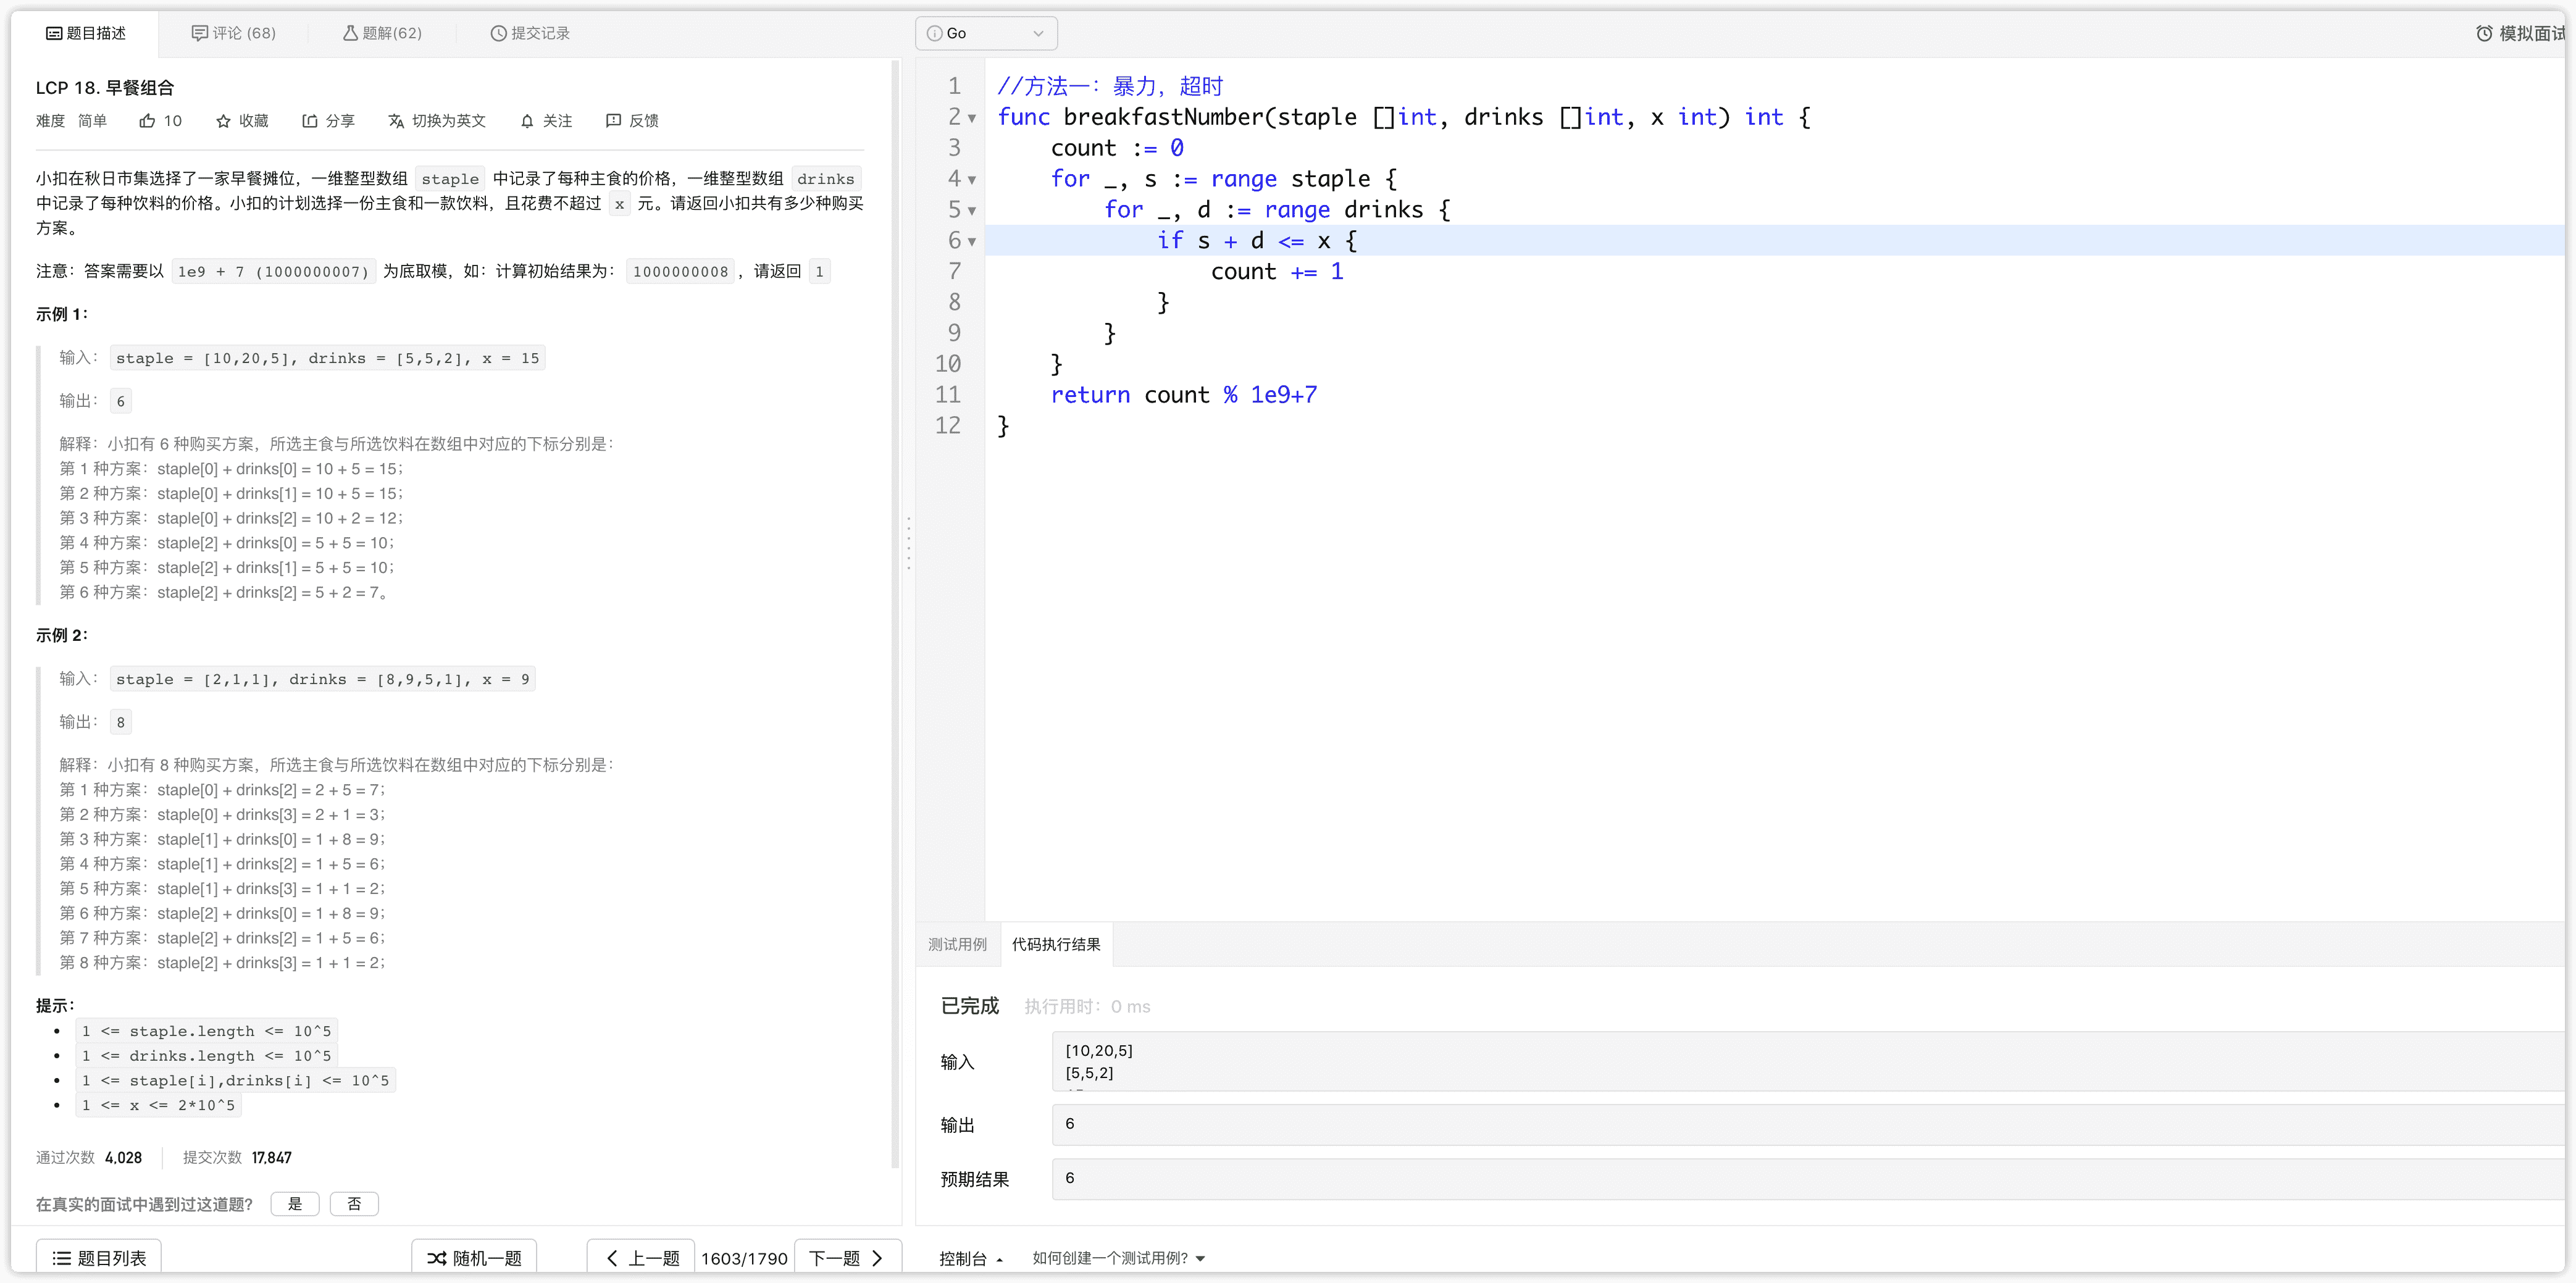 题目描述
评论 (68)
题解(62)
提交记录
LCP 18. 早餐组合
难度 简单 10 收藏 分享 切换为英文 关注 反馈
小扣在秋日市集选择了一家早餐摊位，一维整型数组 staple 中记录了每种主食的价格，一维整型数组 drinks
中记录了每种饮料的价格。小扣的计划选择一份主食和一款饮料，且花费不超过 x 元。请返回小扣共有多少种购买
方案。
注意：答案需要以 1e9 + 7 (1000000007) 为底取模，如：计算初始结果为：1000000008，请返回 1
示例 1：
输入：staple = [10,20,5], drinks = [5,5,2], x = 15
输出：6
解释：小扣有 6 种购买方案，所选主食与所选饮料在数组中对应的下标分别是：
第 1 种方案：staple[0] + drinks[0] = 10 + 5 = 15；
第 2 种方案：staple[0] + drinks[1] = 10 + 5 = 15；
第 3 种方案：staple[0] + drinks[2] = 10 + 2 = 12；
第 4 种方案：staple[2] + drinks[0] = 5 + 5 = 10；
第 5 种方案：staple[2] + drinks[1] = 5 + 5 = 10；
第 6 种方案：staple[2] + drinks[2] = 5 + 2 = 7。
示例 2：
输入：staple = [2,1,1], drinks = [8,9,5,1], x = 9
输出：8
解释：小扣有 8 种购买方案，所选主食与所选饮料在数组中对应的下标分别是：
第 1 种方案：staple[0] + drinks[2] = 2 + 5 = 7；
第 2 种方案：staple[0] + drinks[3] = 2 + 1 = 3；
第 3 种方案：staple[1] + drinks[0] = 1 + 8 = 9；
第 4 种方案：staple[1] + drinks[2] = 1 + 5 = 6；
第 5 种方案：staple[1] + drinks[3] = 1 + 1 = 2；
第 6 种方案：staple[2] + drinks[0] = 1 + 8 = 9；
第 7 种方案：staple[2] + drinks[2] = 1 + 5 = 6；
第 8 种方案：staple[2] + drinks[3] = 1 + 1 = 2；
提示：
• 1 <= staple.length <= 10^5
• 1 <= drinks.length <= 10^5
• 1 <= staple[i],drinks[i] <= 10^5
• 1 <= x <= 2*10^5
通过次数 4,028 提交次数 17,847
在真实的面试中遇到过这道题？ 是 否
题目列表 随机一题 上一题 1603/1790 下一题
Go
模拟面试
1 //方法一：暴力，超时
2 func breakfastNumber(staple []int, drinks []int, x int) int {
3     count := 0
4     for _, s := range staple {
5         for _, d := range drinks {
6             if s + d <= x {
7                 count += 1
8             }
9         }
10     }
11     return count % 1e9+7
12 }
测试用例 代码执行结果
已完成 执行用时：0 ms
输入
[10,20,5]
[5,5,2]
输出 6
预期结果 6
控制台 如何创建一个测试用例?